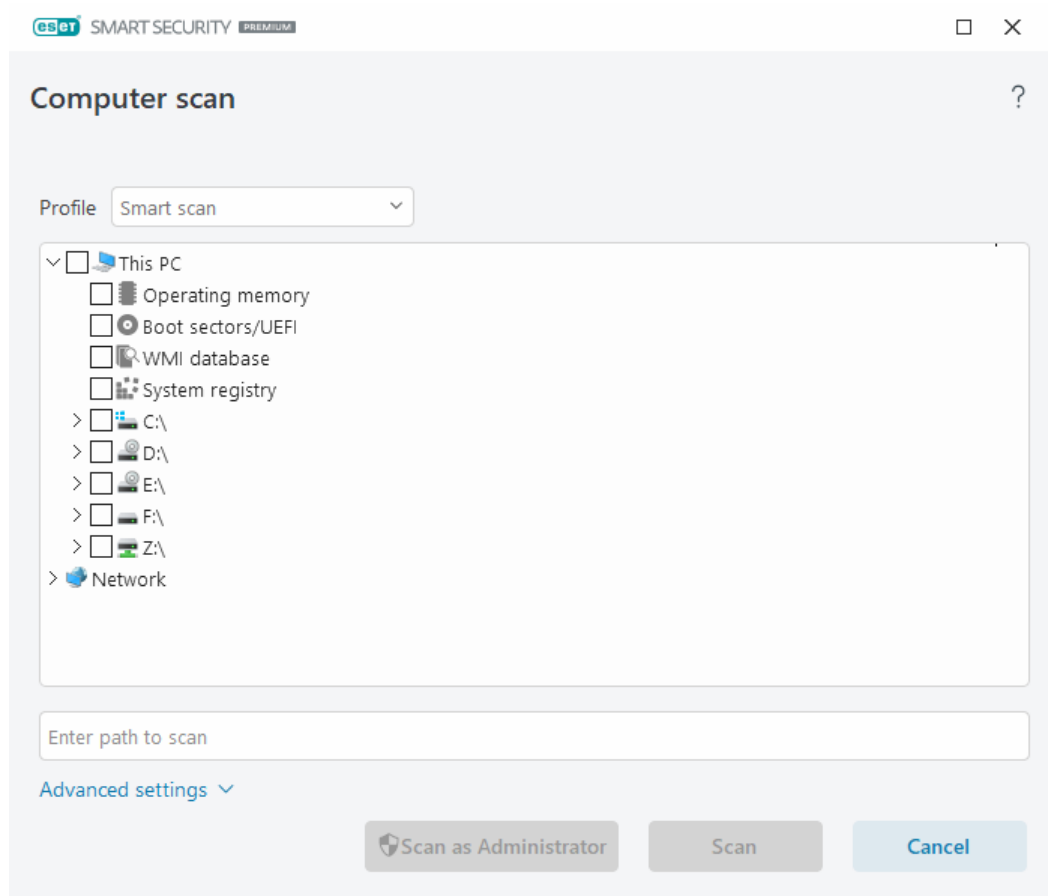 eseT SMART SECURITY PREMIUM
Computer scan
?
Profile Smart scan
This PC
Operating memory
Boot sectors/UEFI
WMI database
System registry
C:\
D:\
E:\
F:\
Z:\
Network
Enter path to scan
Advanced settings
Scan as Administrator Scan Cancel